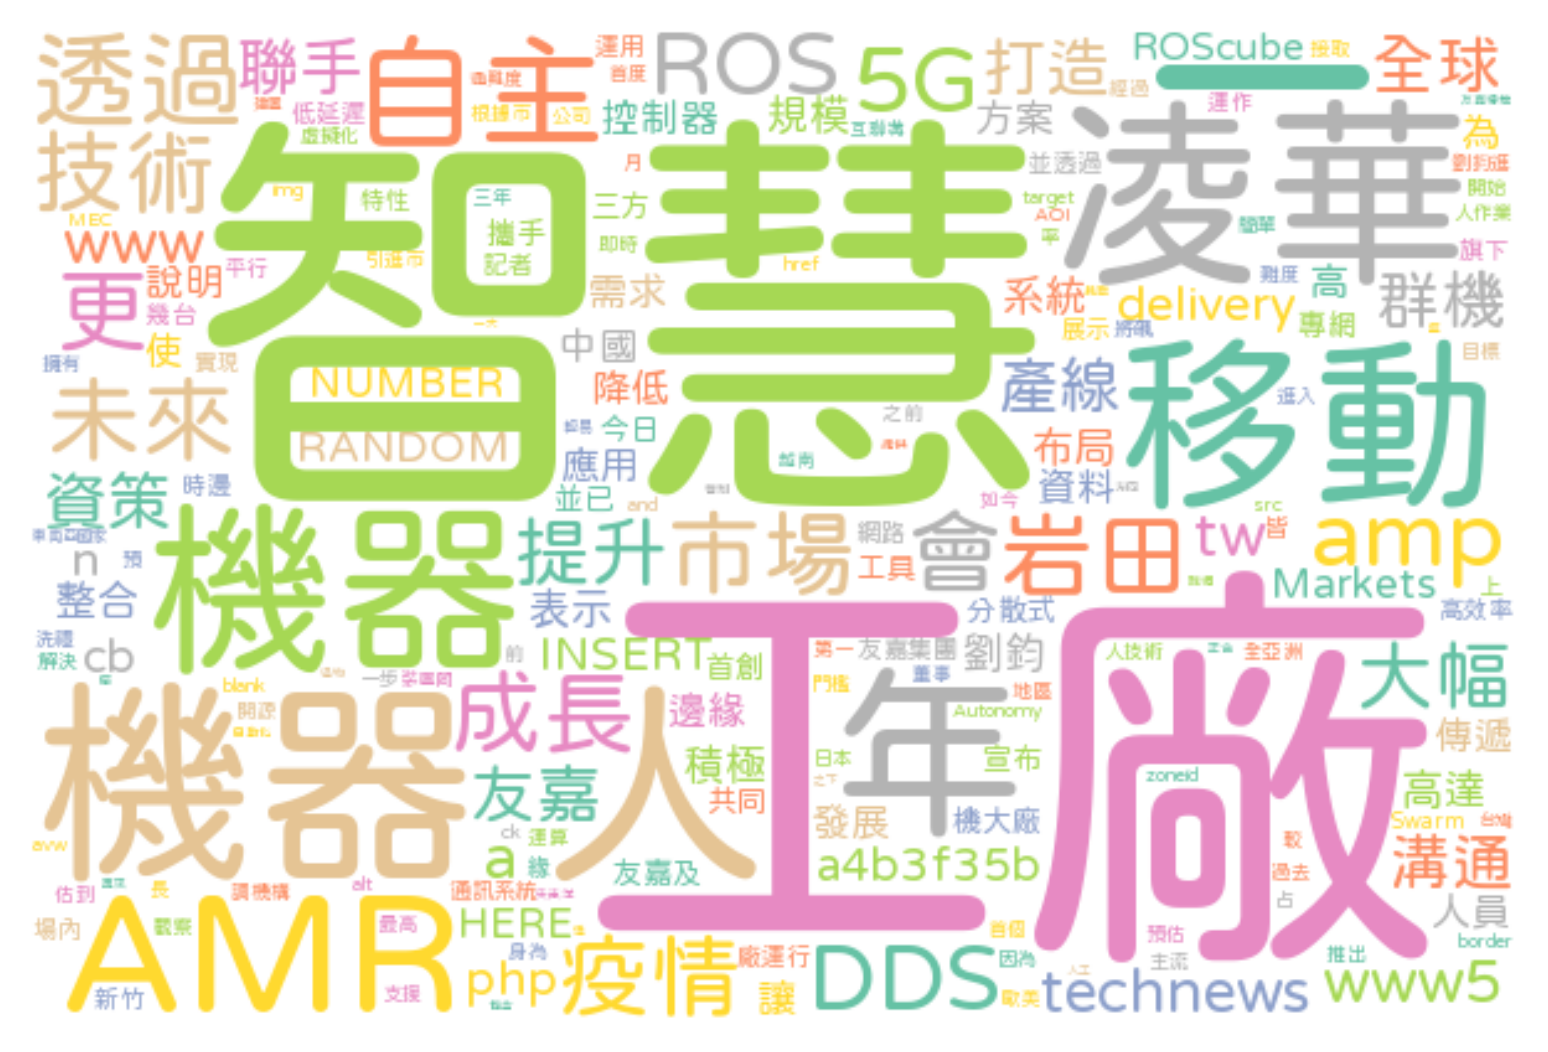 透過
聯手
自主
運用
首度
ROS
5G
打造
經過
ROScube
接取
一
全球
低延遲
虛擬化
根據市
公司
控制器
規模
互聯溝
方案
運作
技術
智慧
凌華
為
劉鈞進
開始
人作業
旗下
MEC
www
img
特性
三年
攜手
記者
三方
即時
月
並透過
target
AOI
率
簡單
更
說明
平行
幾台
引進市
需求
href
系統
delivery
難度
高
專網
群機
使
實現
擁有
中國
展示
目標
未來
NUMBER
RANDOM
降低
今日
應用
之前
越南
產線
布局
資料
移動
進入
資策
時邊
並已
and
如今
src
n
預
機器
提升
市場
網路
工具
會
岩田
tw
皆
amp
整合
表示
分散式
Markets
上
高效率
洗禮
解決
cb
前
INSERT
首創
第一
友嘉集團
劉鈞
董事
門檻
地區
人技術
全亞洲
工廠
大幅
blank
開源
一步
成長
邊緣
年
Autonomy
傳遞
機器人
友嘉
積極
共同
日本
之下
宣布
zoneid
高達
發展
機大廠
Swarm
avw
ck
運算
a
緣
友嘉及
a4b3f35b
較
過去
溝通
估到
長
調機構
alt
通訊系統
占
人員
場內
觀察
AMR
最高
HERE
首個
預估
border
新竹
支援
身為
php
疫情
廠運行
讓
DDS
因為
歐美
主流
推出
technews
www5